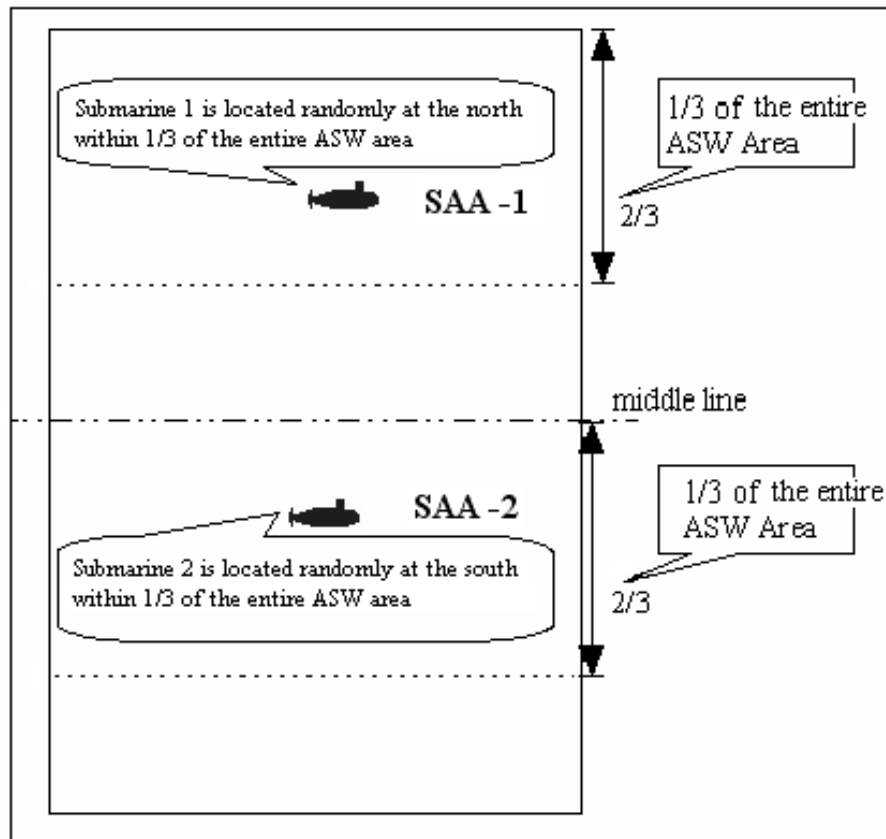 Submarine 1 is located randomly at the north
within 1/3 of the entire ASW area
1/3 of the entire
ASW Area
SAA -1
2/3
middle line
SAA -2
1/3 of the entire
ASW Area
Submarine 2 is located randomly at the south
within 1/3 of the entire ASW area
2/3